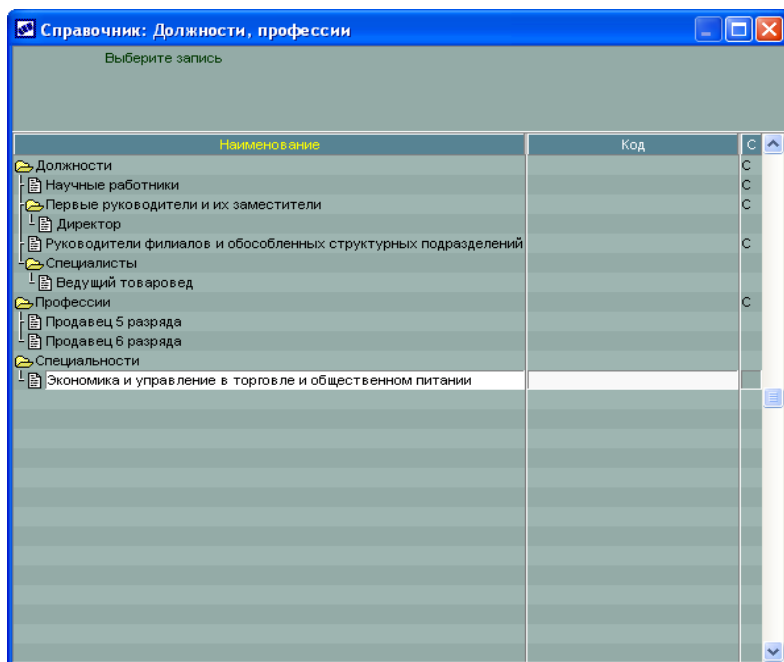 Справочник: Должности, профессии
Выберите запись
Наименование Код С
Должности С
Научные работники С
Первые руководители и их заместители С
Директор
Руководители филиалов и обособленных структурных подразделений С
Специалисты
Ведущий товаровед
Профессии С
Продавец 5 разряда
Продавец 6 разряда
Специальности
Экономика и управление в торговле и общественном питании